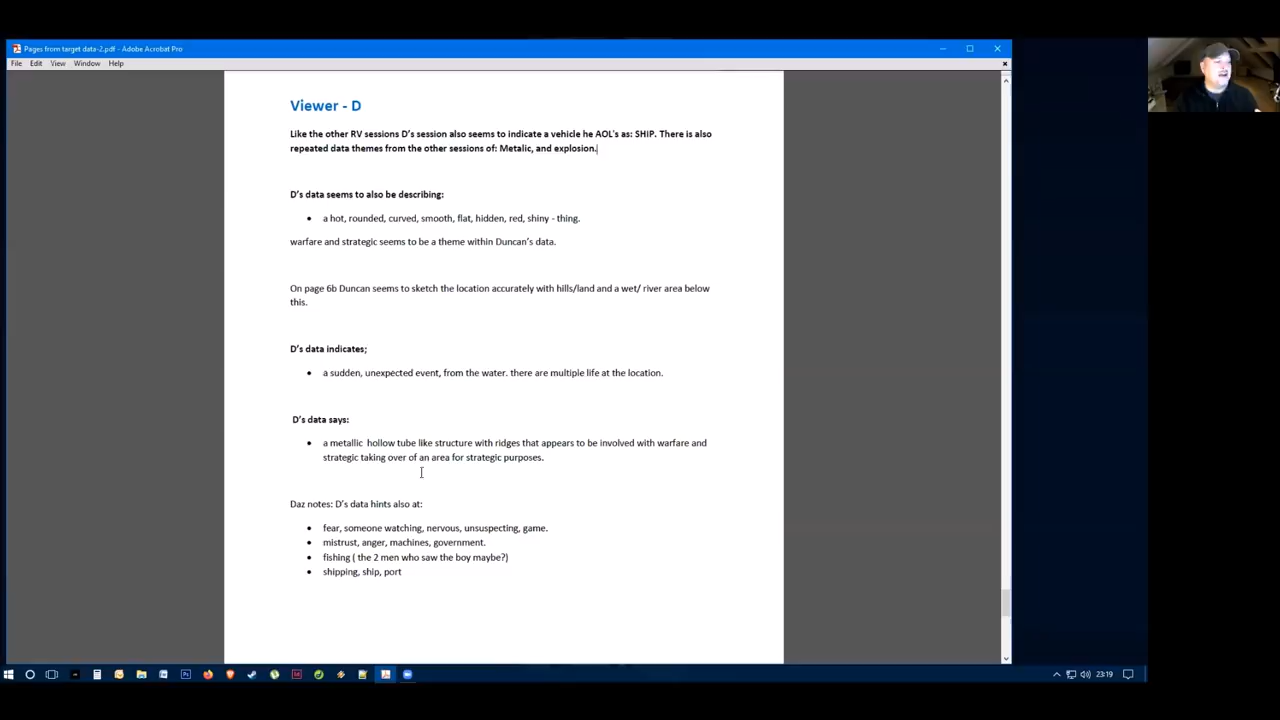 Pages from target data-2.pdf - Adobe Acrobat Pro
File Edit View Window Help
Viewer - D
Like the other RV sessions D's session also seems to indicate a vehicle he AOL's as: SHIP. There is also
repeated data themes from the other sessions of: Metalic, and explosion.
D's data seems to also be describing:
• a hot, rounded, curved, smooth, flat, hidden, red, shiny - thing.
warfare and strategic seems to be a theme within Duncan's data.
On page 6b Duncan seems to sketch the location accurately with hills/land and a wet/ river area below
this.
D's data indicates;
• a sudden, unexpected event, from the water. there are multiple life at the location.
D's data says:
• a metallic hollow tube like structure with ridges that appears to be involved with warfare and
strategic taking over of an area for strategic purposes.
Daz notes: D's data hints also at:
• fear, someone watching, nervous, unsuspecting, game.
• mistrust, anger, machines, government.
• fishing ( the 2 men who saw the boy maybe?)
• shipping, ship, port
23:19